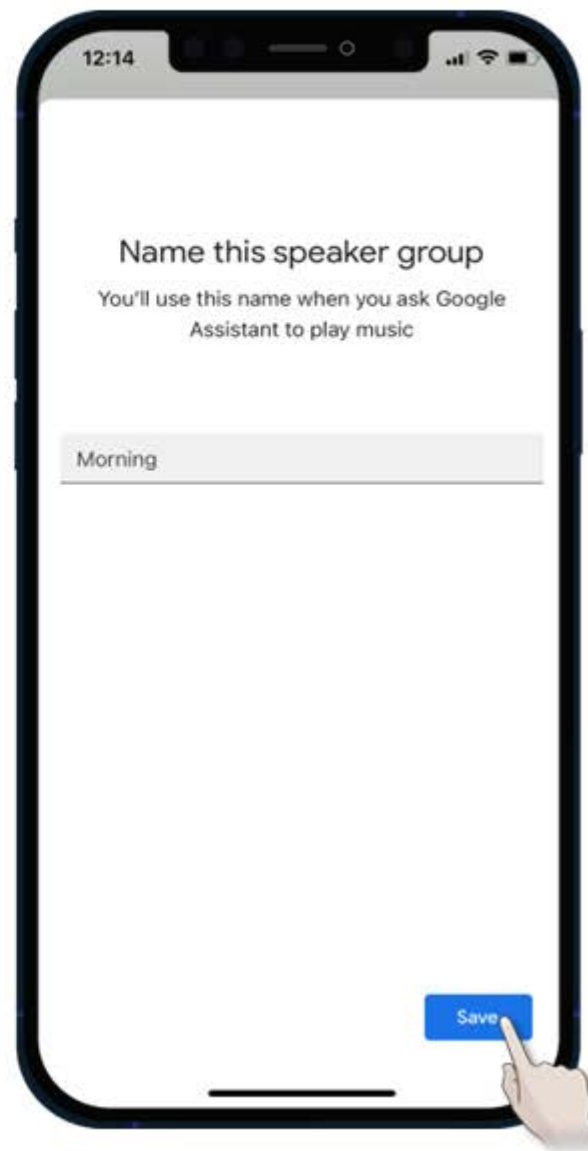 12:14
Name this speaker group
You'll use this name when you ask Google
Assistant to play music
Morning
Save